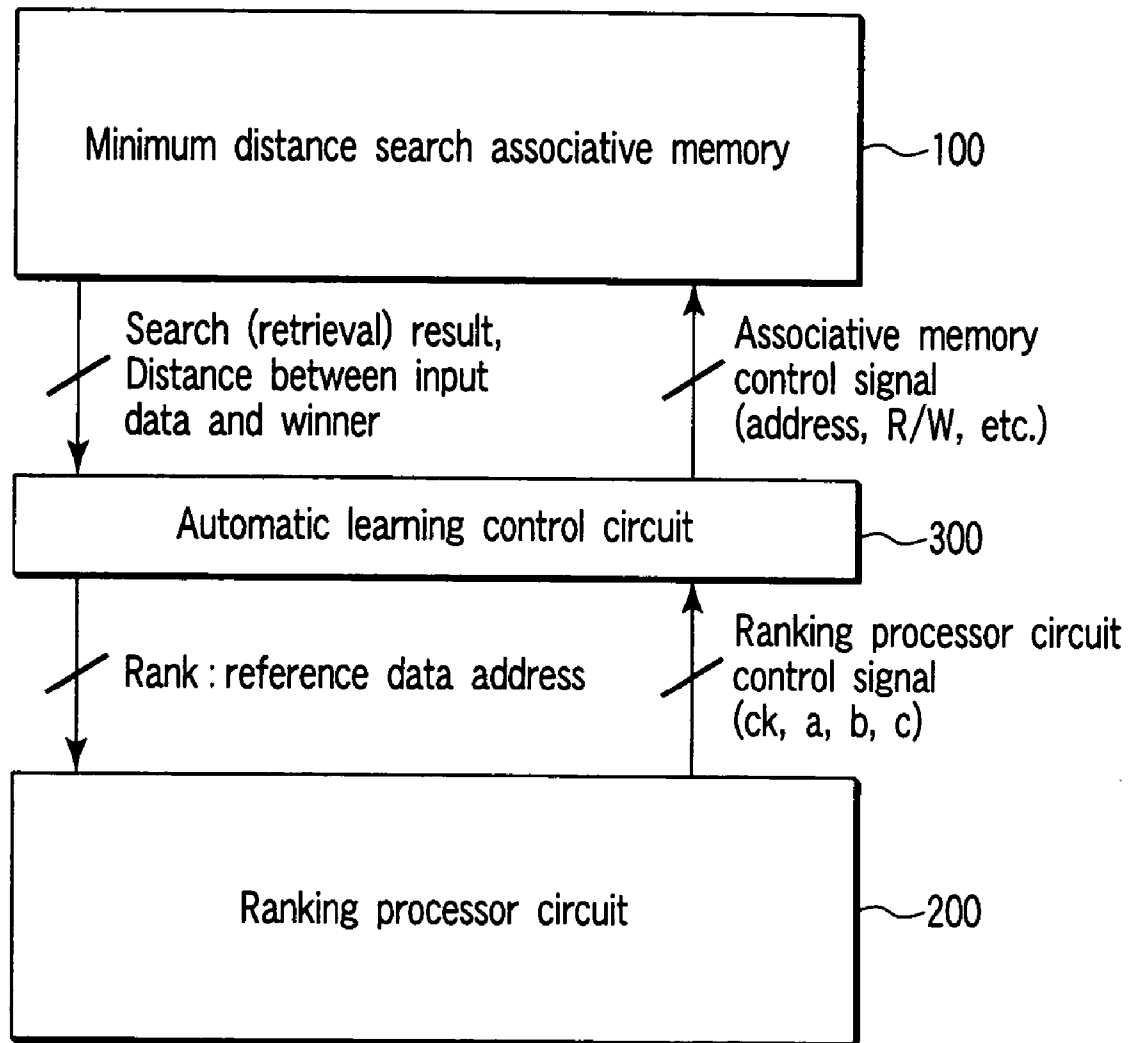 Minimum distance search associative memory
100
Search (retrieval) result,
Distance between input
data and winner
Associative memory
control signal
(address, R/W, etc.)
Automatic learning control circuit
300
Rank : reference data address
Ranking processor circuit
control signal
(ck, a, b, c)
Ranking processor circuit
200